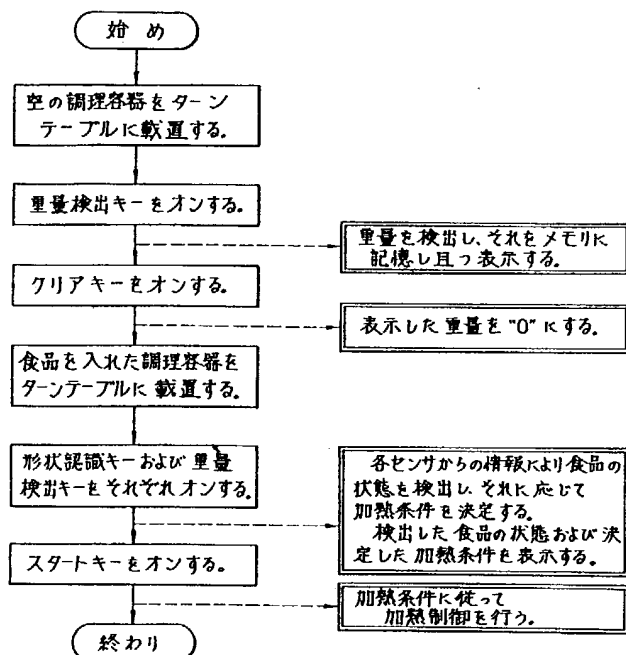 始め
空の調理容器をターン
テーブルに載置する。
重量検出キーをオンする。
重量を検出し、それをメモリに
記憶し且つ表示する。
クリアキーをオンする。
表示した重量を"0"にする。
食品を入れた調理容器を
ターンテーブルに載置する。
形状認識キーおよび重量
検出キーをそれぞれオンする。
各センサからの情報により食品の
状態を検出し、それに応じて
加熱条件を決定する。
検出した食品の状態および決
定した加熱条件を表示する。
スタートキーをオンする。
加熱条件に従って
加熱制御を行う。
終わり